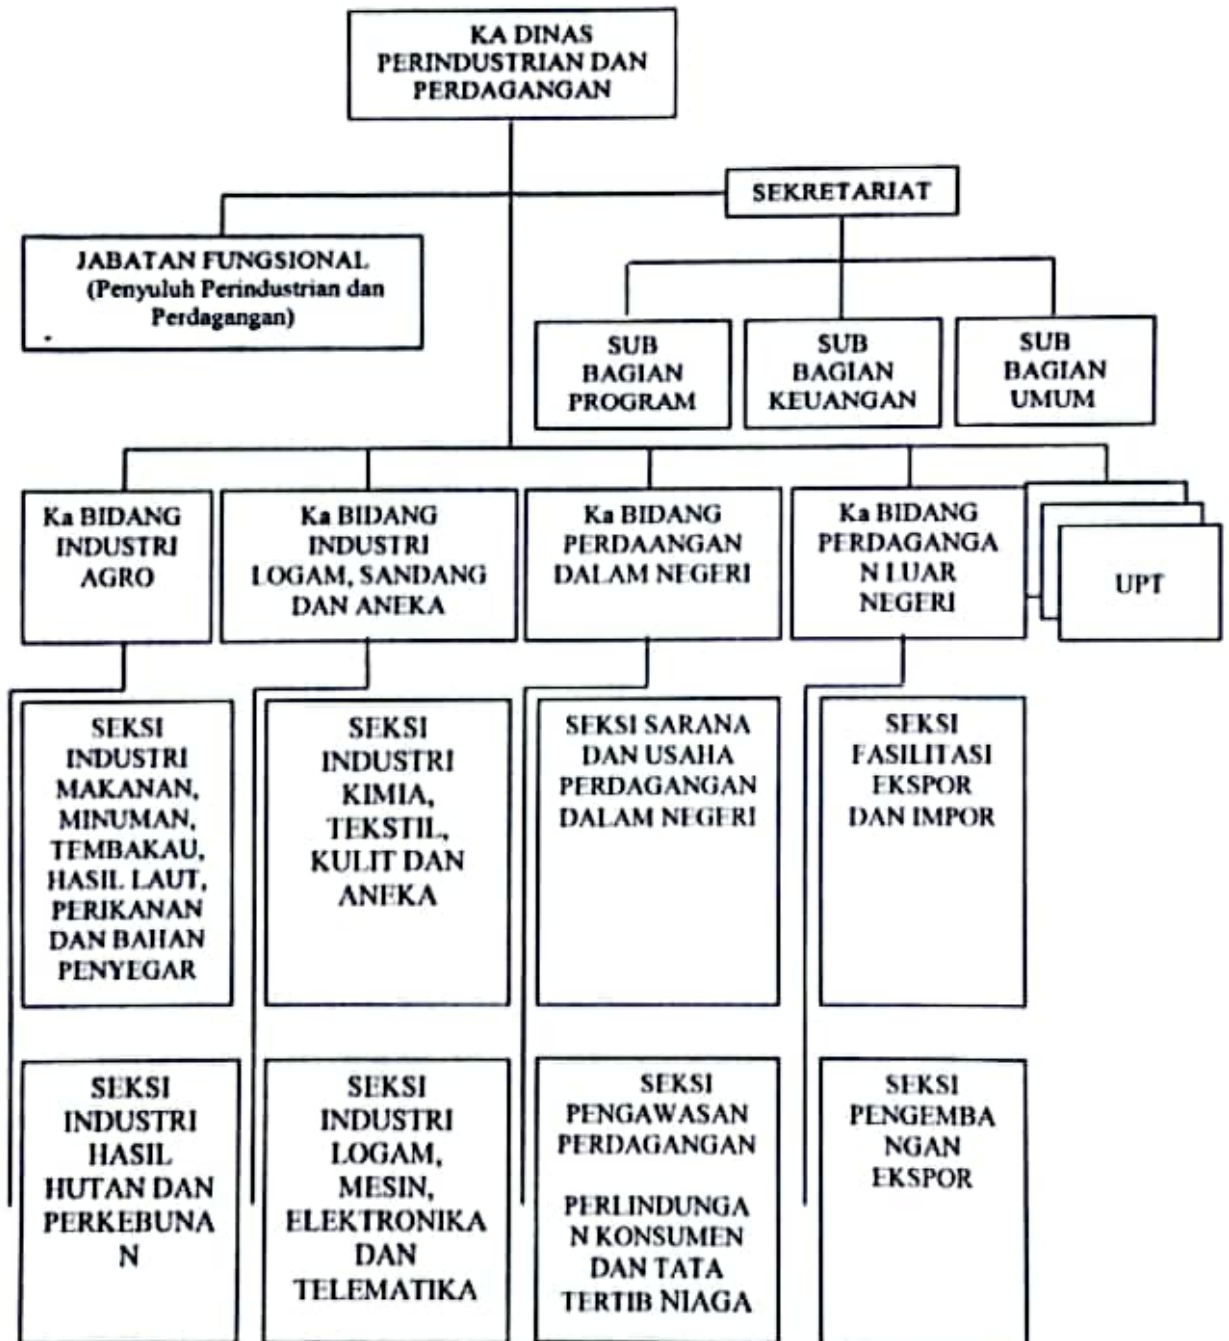 KA DINAS
PERINDUSTRIAN DAN
PERDAGANGAN
SEKRETARIAT
JABATAN FUNGSIONAL
(Penyuluh Perindustrian dan
Perdagangan)
SUB
BAGIAN
PROGRAM
SUB
BAGIAN
KEUANGAN
SUB
BAGIAN
UMUM
Ka BIDANG
INDUSTRI
AGRO
Ka BIDANG
INDUSTRI
LOGAM, SANDANG
DAN ANEKA
Ka BIDANG
PERDAANGAN
DALAM NEGERI
Ka BIDANG
PERDAGANGA
N LUAR
NEGERI
UPT
SEKSI
INDUSTRI
MAKANAN,
MINUMAN,
TEMBAKAU,
HASIL LAUT,
PERIKANAN
DAN BAHAN
PENYEGAR
SEKSI
INDUSTRI
KIMIA,
TEKSTIL,
KULIT DAN
ANEKA
SEKSI SARANA
DAN USAHA
PERDAGANGAN
DALAM NEGERI
SEKSI
FASILITASI
EKSPOR
DAN IMPOR
SEKSI
INDUSTRI
HASIL
HUTAN DAN
PERKEBUNA
N
SEKSI
INDUSTRI
LOGAM,
MESIN,
ELEKTRONIKA
DAN
TELEMATIKA
SEKSI
PENGAWASAN
PERDAGANGAN
PERLINDUNGA
N KONSUMEN
DAN TATA
TERTIB NIAGA
SEKSI
PENGEMBA
NGAN
EKSPOR